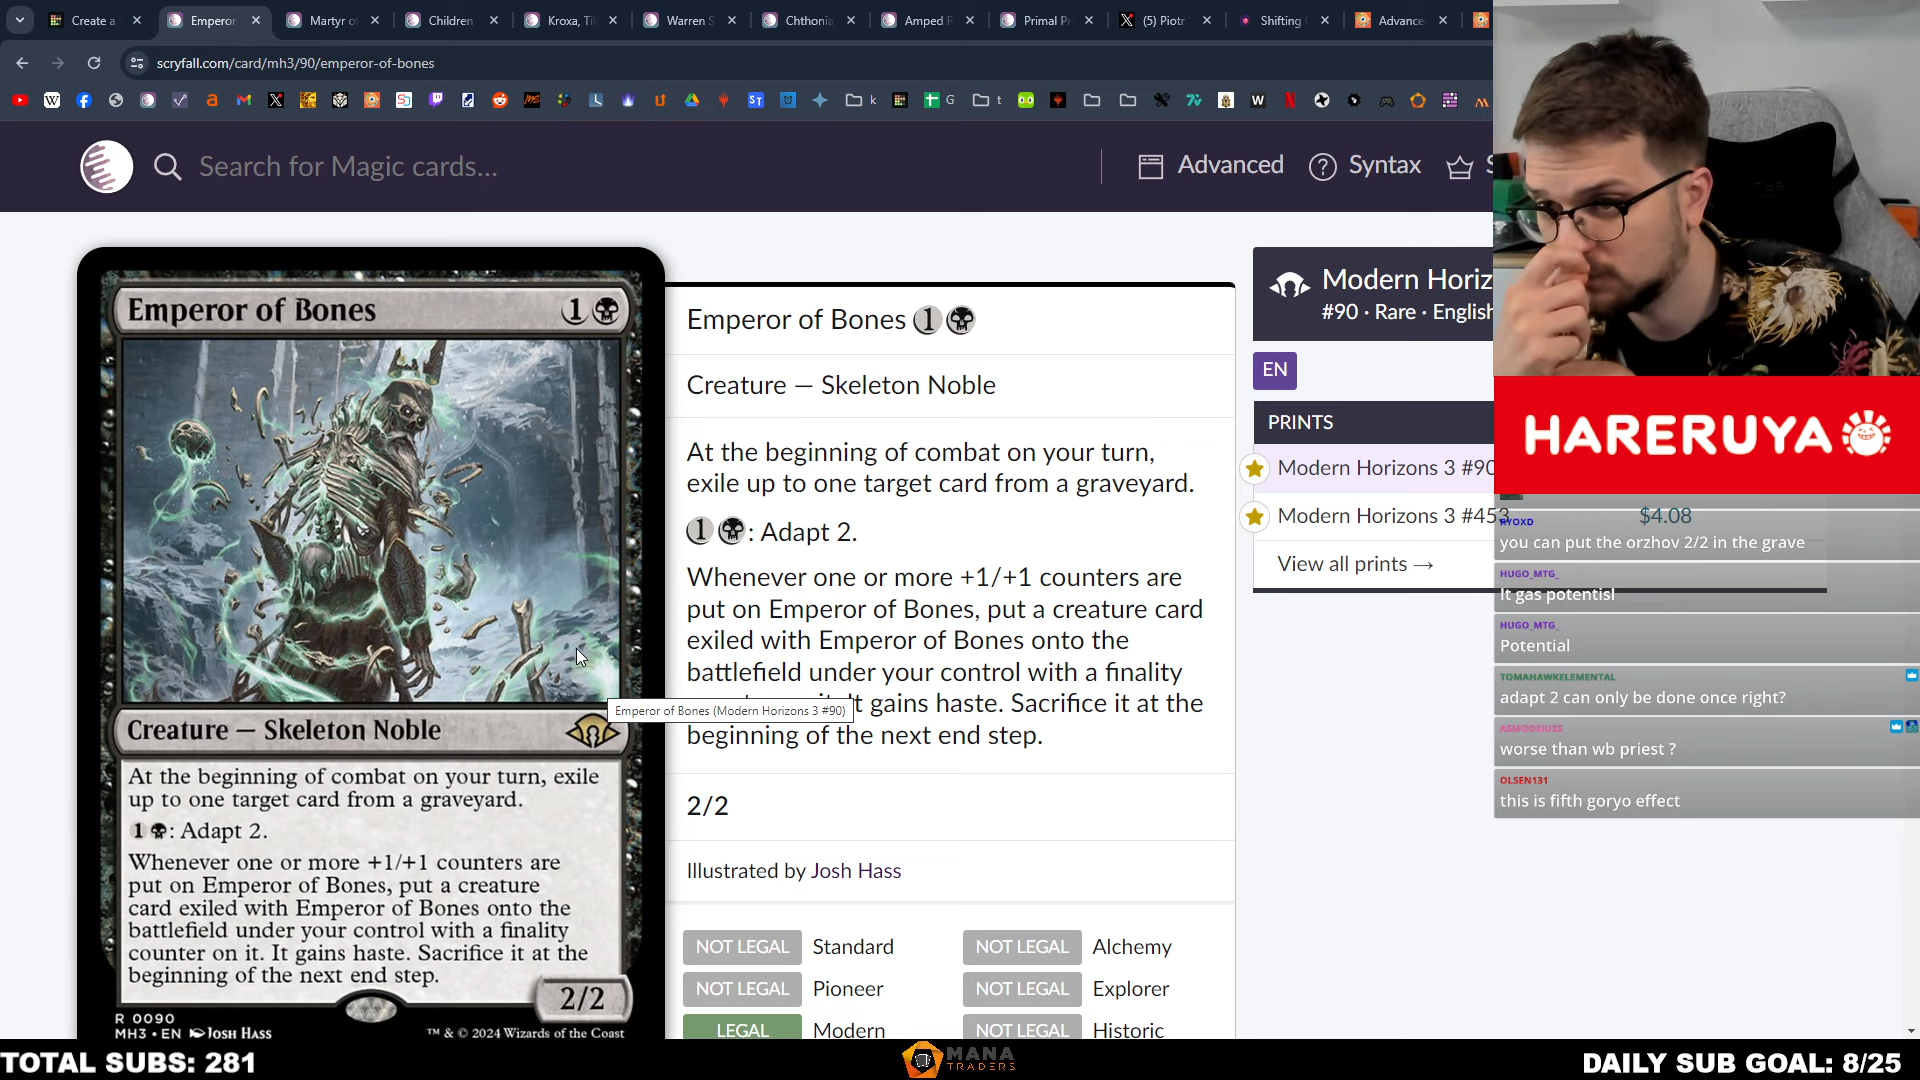 Create a
Emperor
Martyr o
Children
Kroxa, Tit
Warren S
Chthonia
Amped R
Primal P
(5) Piotr
Shifting
Advance
scryfall.com/card/mh3/90/emperor-of-bones
k
G
t
Search for Magic cards...
Advanced
Syntax
S
Emperor of Bones 1
Creature — Skeleton Noble
At the beginning of combat on your turn, exile
up to one target card from a graveyard.
1 : Adapt 2.
Whenever one or more +1/+1 counters are
put on Emperor of Bones, put a creature
card exiled with Emperor of Bones onto the
battlefield under your control with a finality
counter on it. It gains haste. Sacrifice it at the
beginning of the next end step.
2/2
R 0090
MH3 • EN Josh Hass
™ & © 2024 Wizards of the Coast
Emperor of Bones 1
Creature — Skeleton Noble
At the beginning of combat on your turn,
exile up to one target card from a graveyard.
1 : Adapt 2.
Whenever one or more +1/+1 counters are
put on Emperor of Bones, put a creature card
exiled with Emperor of Bones onto the
battlefield under your control with a finality
t gains haste. Sacrifice it at the
Emperor of Bones (Modern Horizons 3 #90)
beginning of the next end step.
2/2
Illustrated by Josh Hass
NOT LEGAL Standard
NOT LEGAL Alchemy
NOT LEGAL Pioneer
NOT LEGAL Explorer
LEGAL Modern
NOT LEGAL Historic
Modern Horiz
#90 · Rare · English
EN
PRINTS
Modern Horizons 3 #90
Modern Horizons 3 #453
$4.08
View all prints →
HARERUYA
RYOXD
you can put the orzhov 2/2 in the grave
HUGO_MTG_
It gas potentisl
HUGO_MTG_
Potential
TOMAHAWKELEMENTAL
adapt 2 can only be done once right?
ASMODEIUSS
worse than wb priest ?
OLSEN131
this is fifth goryo effect
TOTAL SUBS: 281
MANA
TRADERS
DAILY SUB GOAL: 8/25